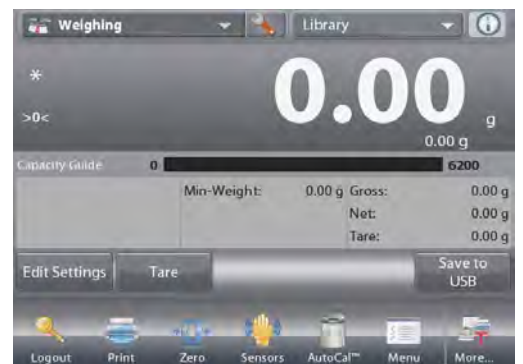 Weighing Library
*
>0<
0.00 g
0.00 g
Capacity Guide 0 6200
Min-Weight: 0.00 g Gross: 0.00 g
Net: 0.00 g
Tare: 0.00 g
Edit Settings Tare Save to USB
Logout Print Zero Sensors AutoCal™ Menu More...